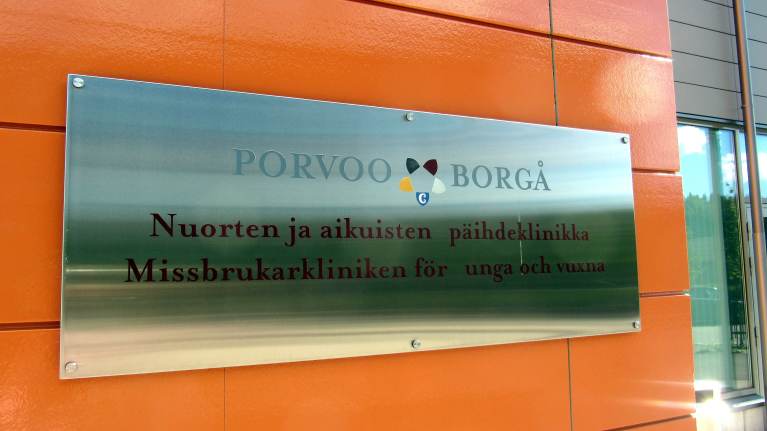 PORVOO C BORGÅ
Nuorten ja aikuisten päihdeklinikka
Missbrukarkliniken för unga och vuxna